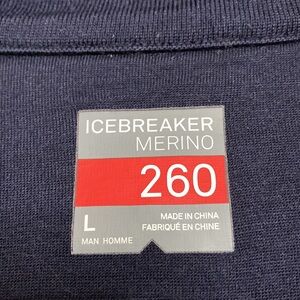 ICEBREAKER
MERINO
260
L
MAN HOMME
MADE IN CHINA
FABRIQUÉ EN CHINE